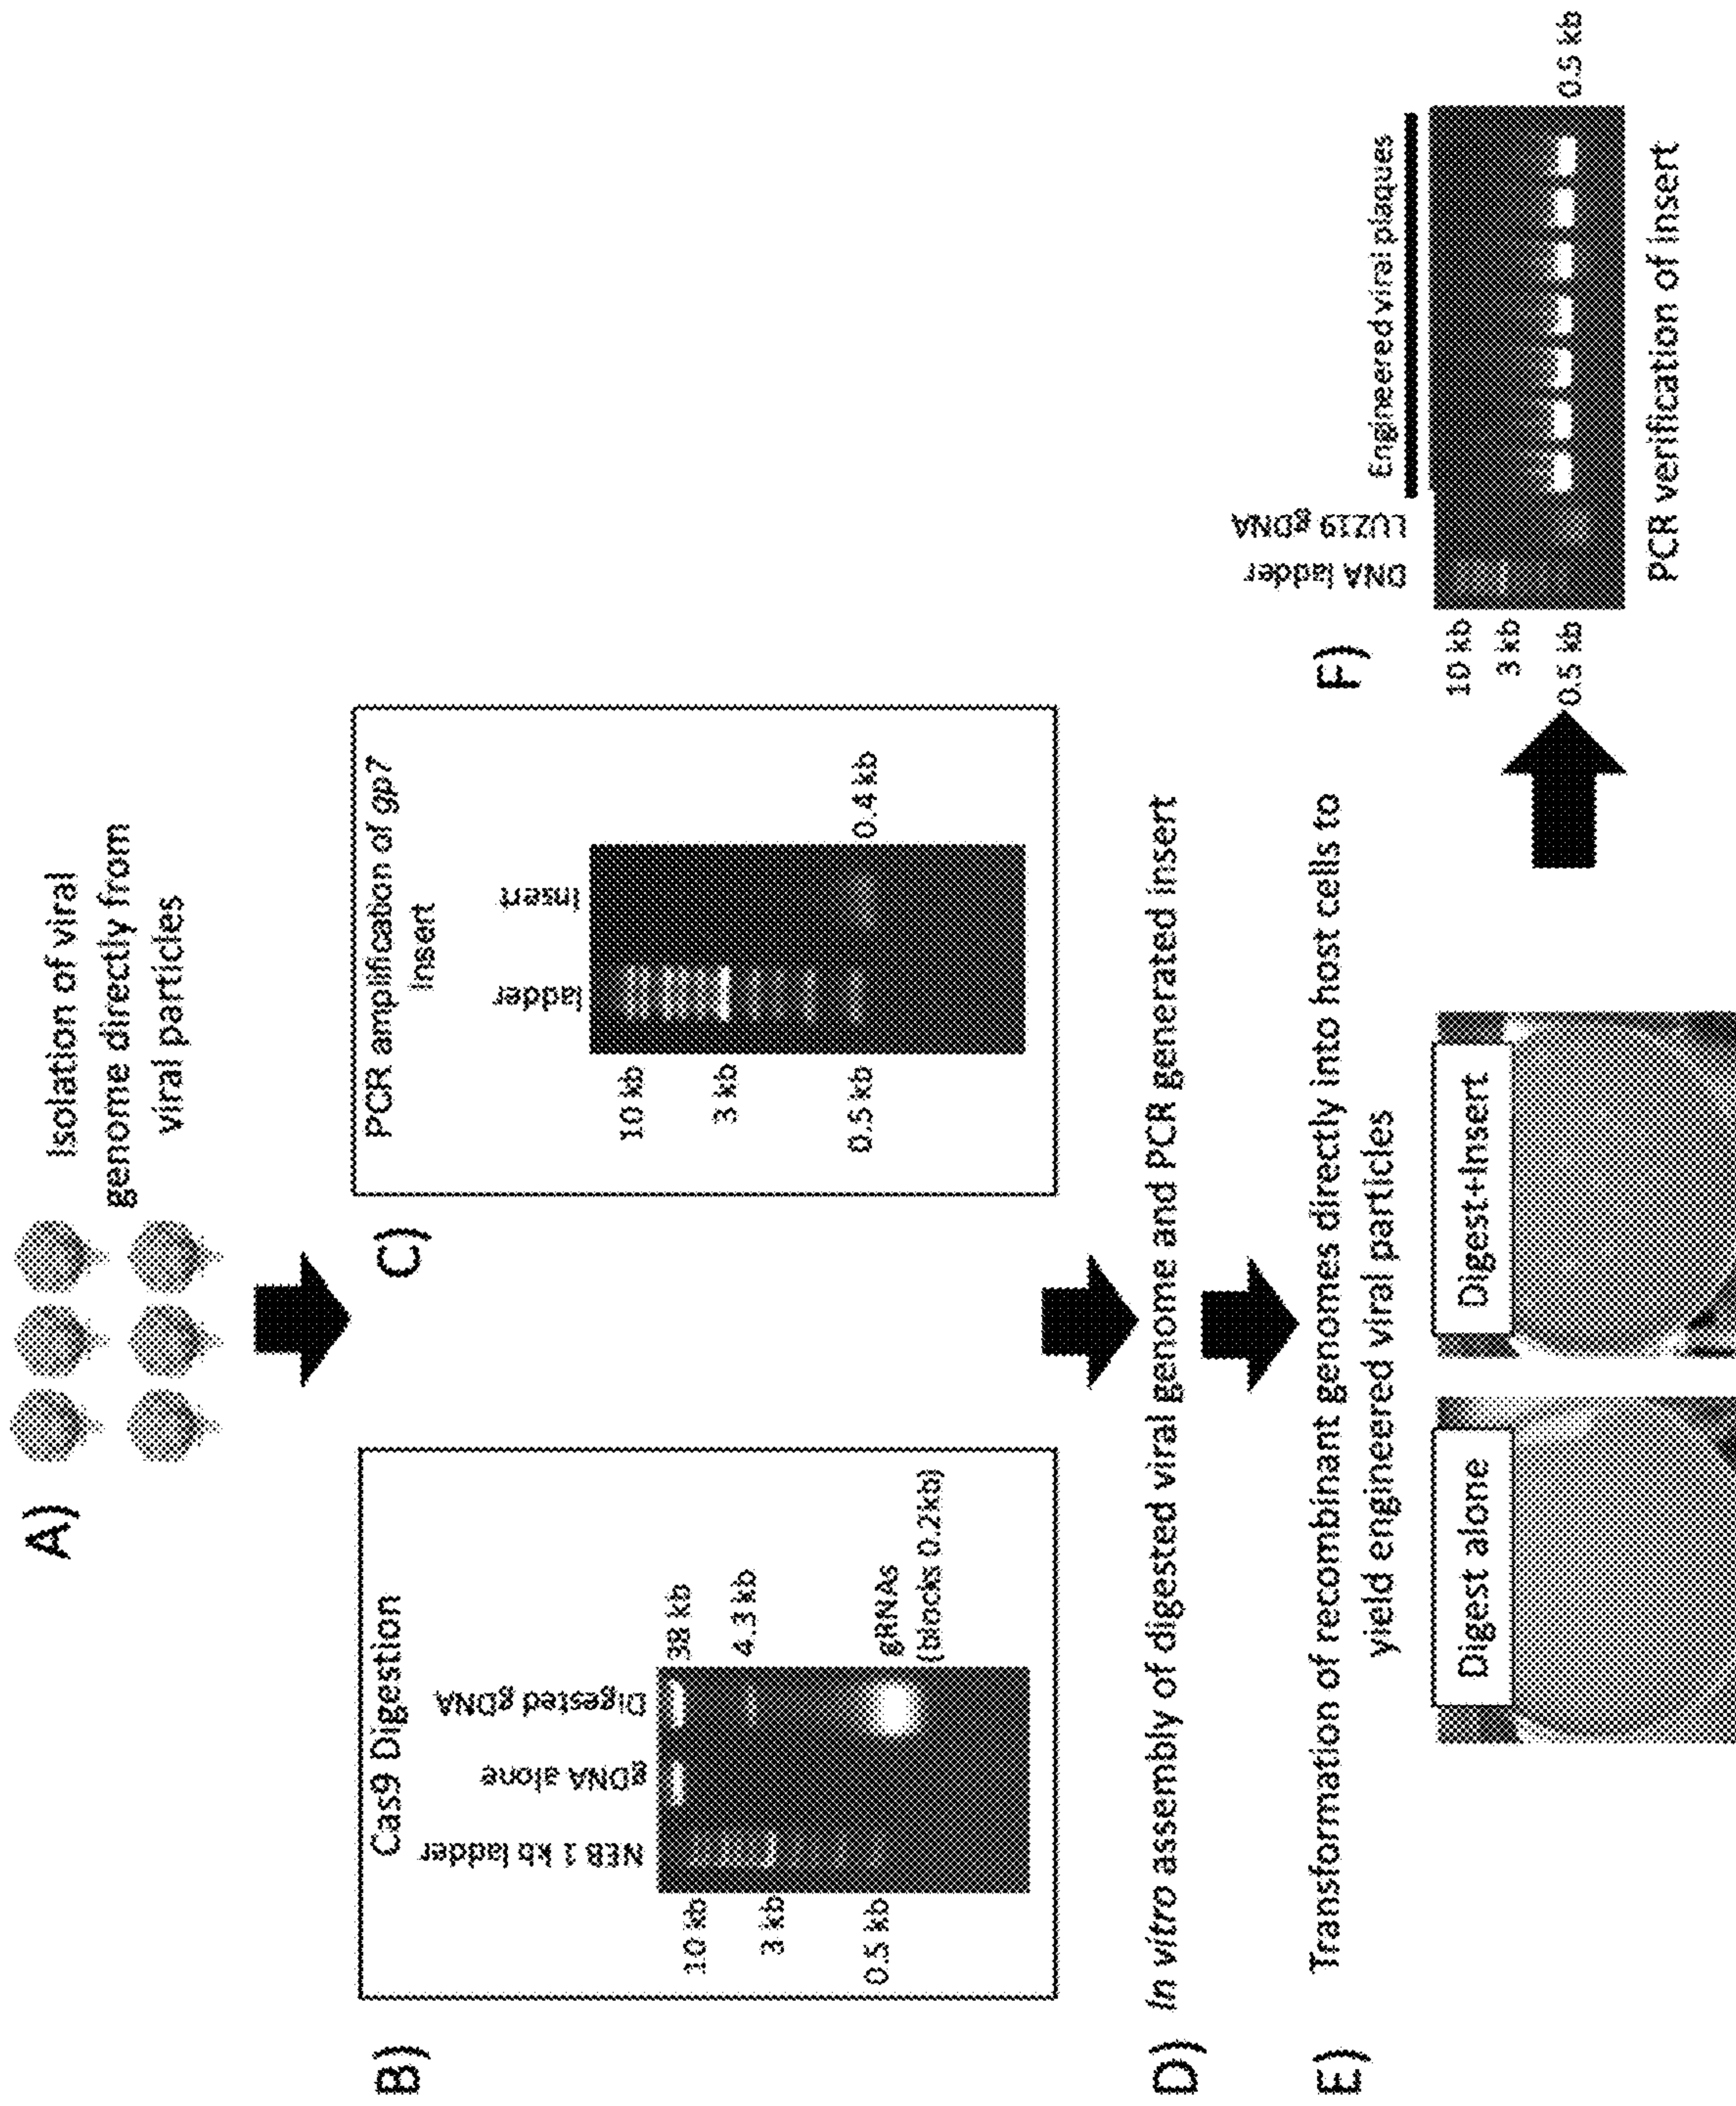 A)
Isolation of viral
genome directly from
viral particles
B)
Cas9 Digestion
NEB 1 kb ladder
gDNA alone
Digested gDNA
10 kb
3 kb
0.5 kb
38 kb
4.3 kb
gRNAs
(blocks 0.2kb)
C)
PCR amplification of gp7
insert
ladder
insert
10 kb
3 kb
0.5 kb
0.4 kb
D) In vitro assembly of digested viral genome and PCR generated insert
E) Transformation of recombinant genomes directly into host cells to
yield engineered viral particles
Digest alone
Digest+Insert
F)
DNA ladder
LUZ19 gDNA
Engineered viral plaques
10 kb
3 kb
0.5 kb
0.5 kb
PCR verification of insert